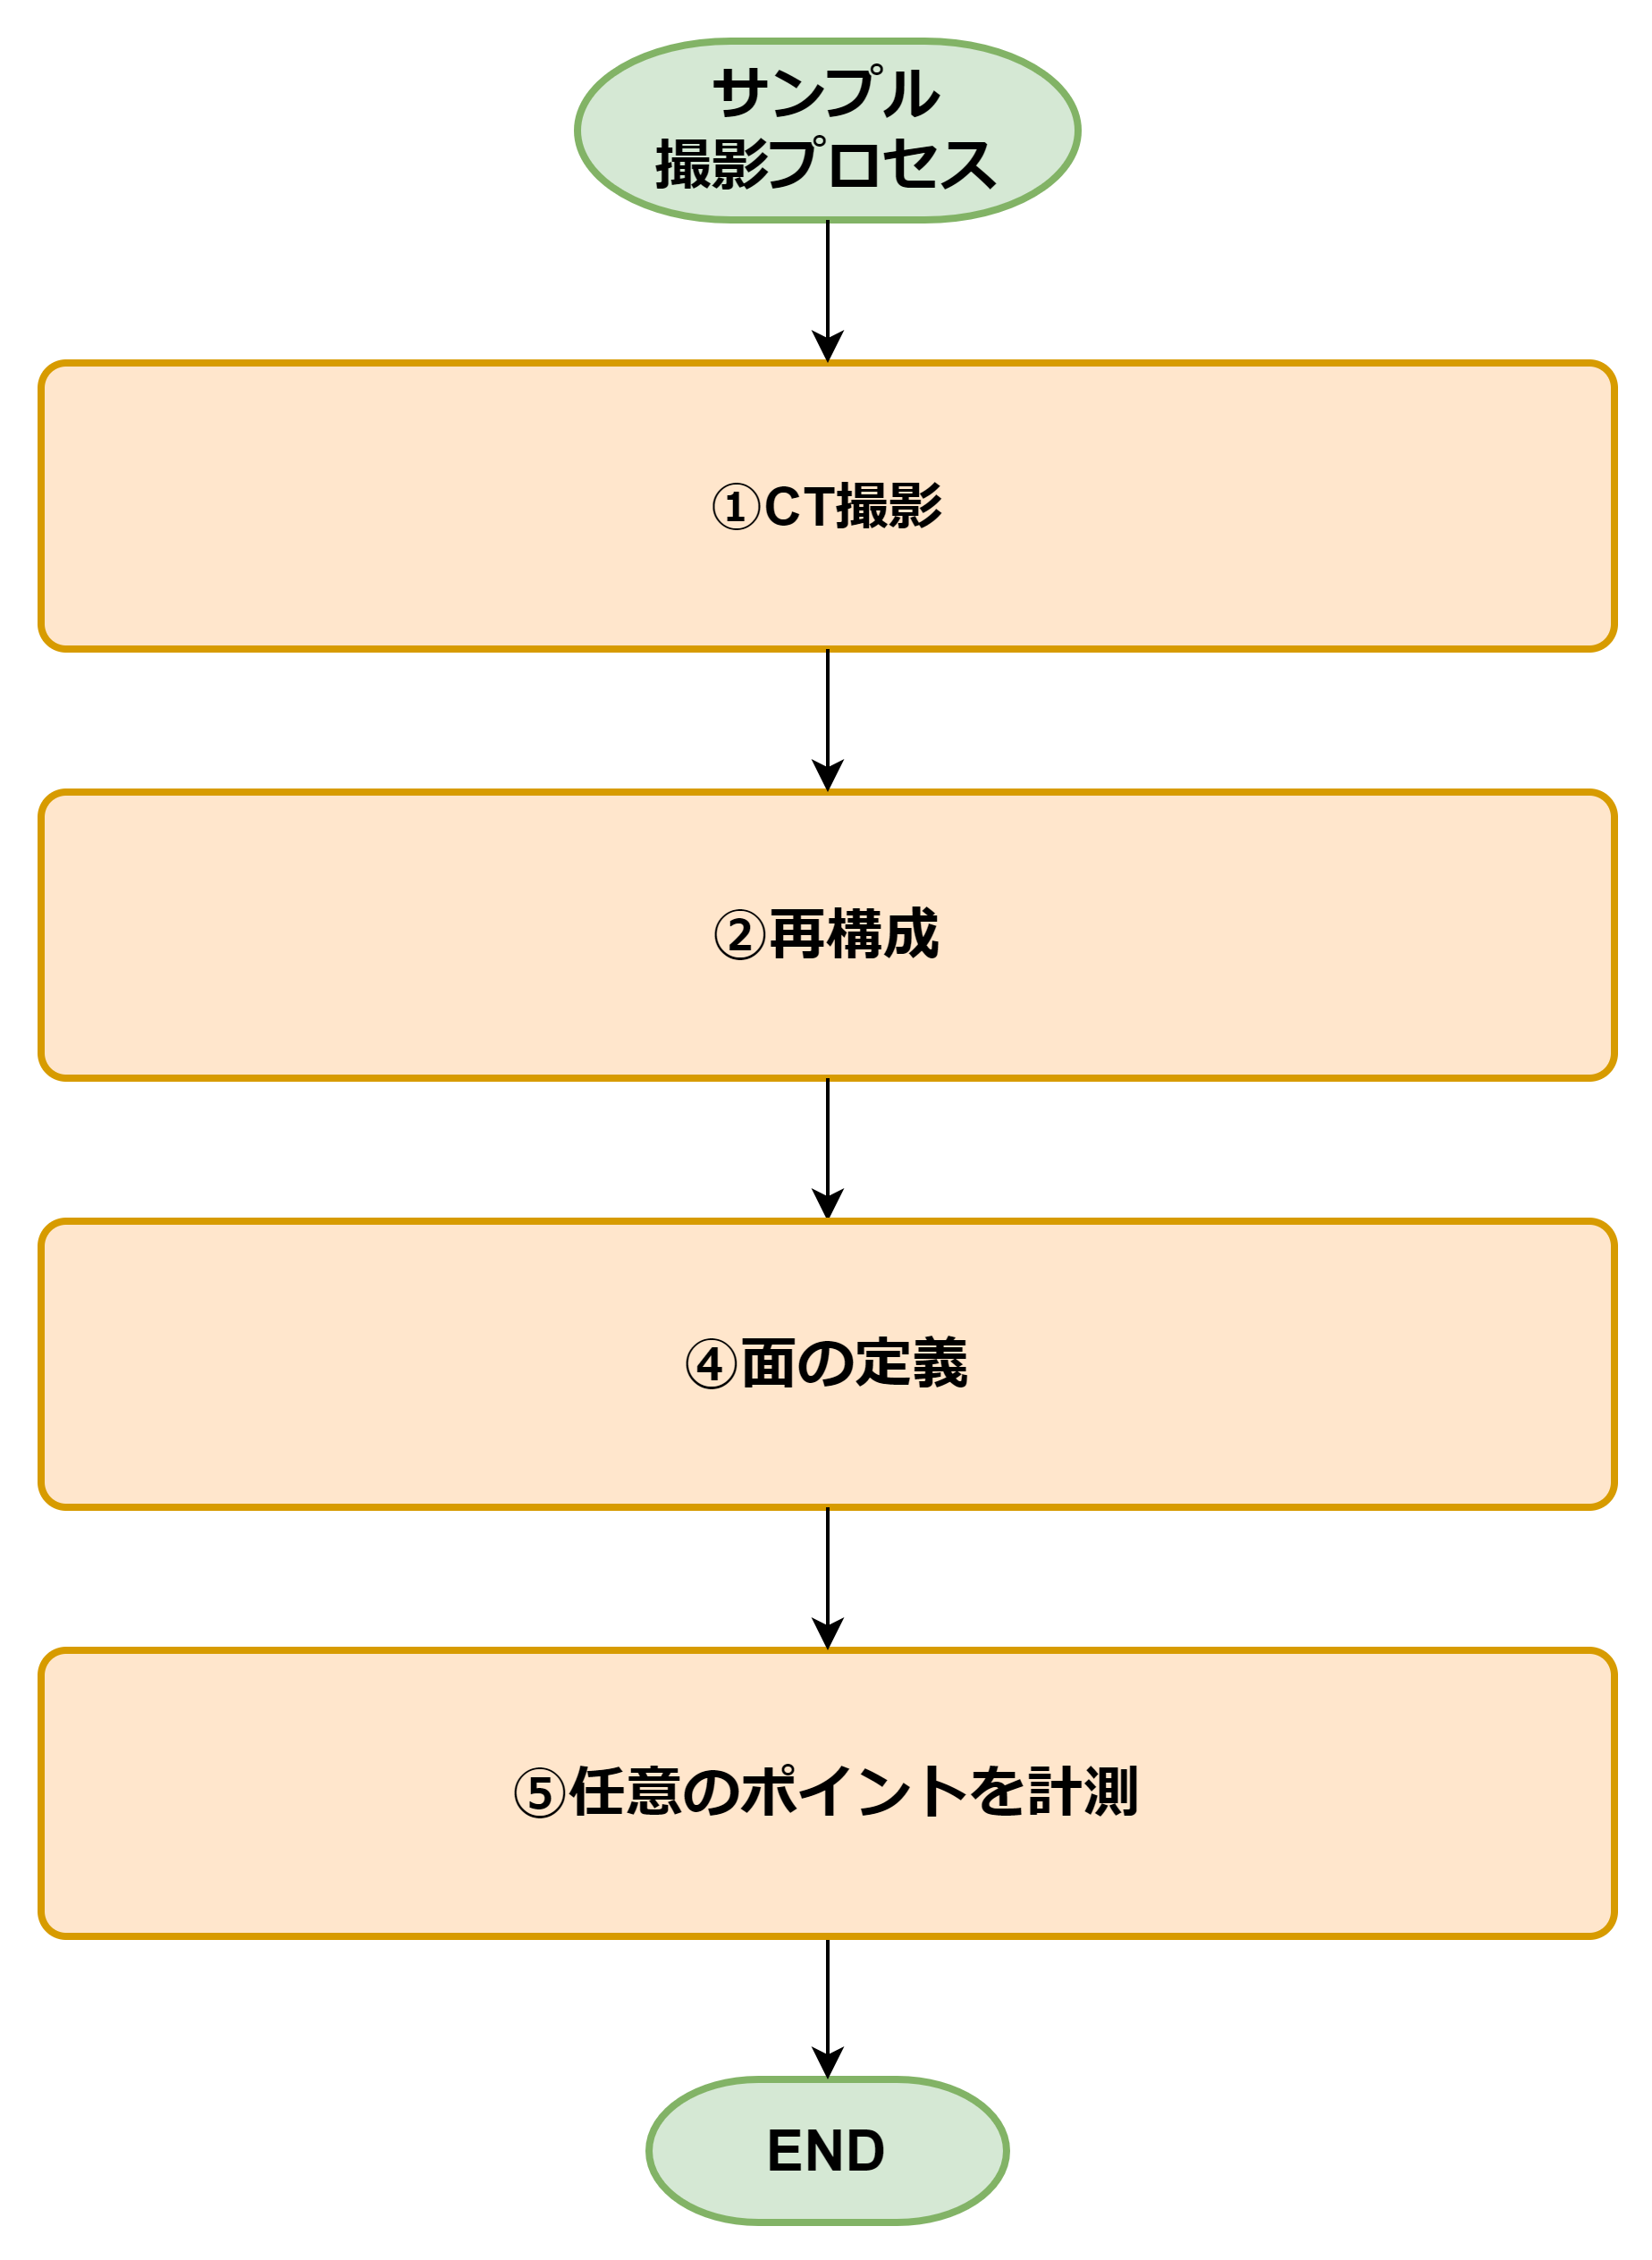 サンプル
撮影プロセス
①CT撮影
②再構成
④面の定義
⑤任意のポイントを計測
END